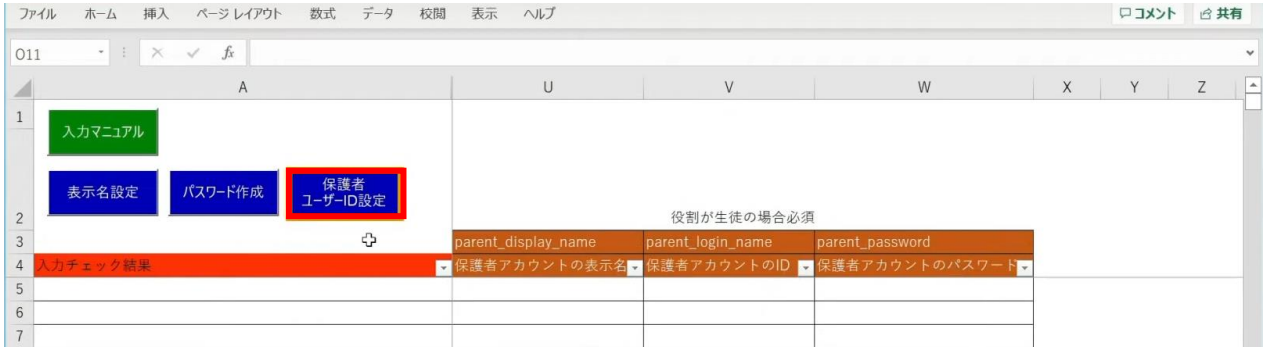 ファイル ホーム 挿入 ページ レイアウト 数式 データ 校閲 表示 ヘルプ コメント 共有
O11 fx
A U V W X Y Z
1
入力マニュアル
表示名設定 パスワード作成 保護者
ユーザーID設定
2 役割が生徒の場合必須
3 parent_display_name parent_login_name parent_password
4 入力チェック結果 保護者アカウントの表示名 保護者アカウントのID 保護者アカウントのパスワード
5
6
7